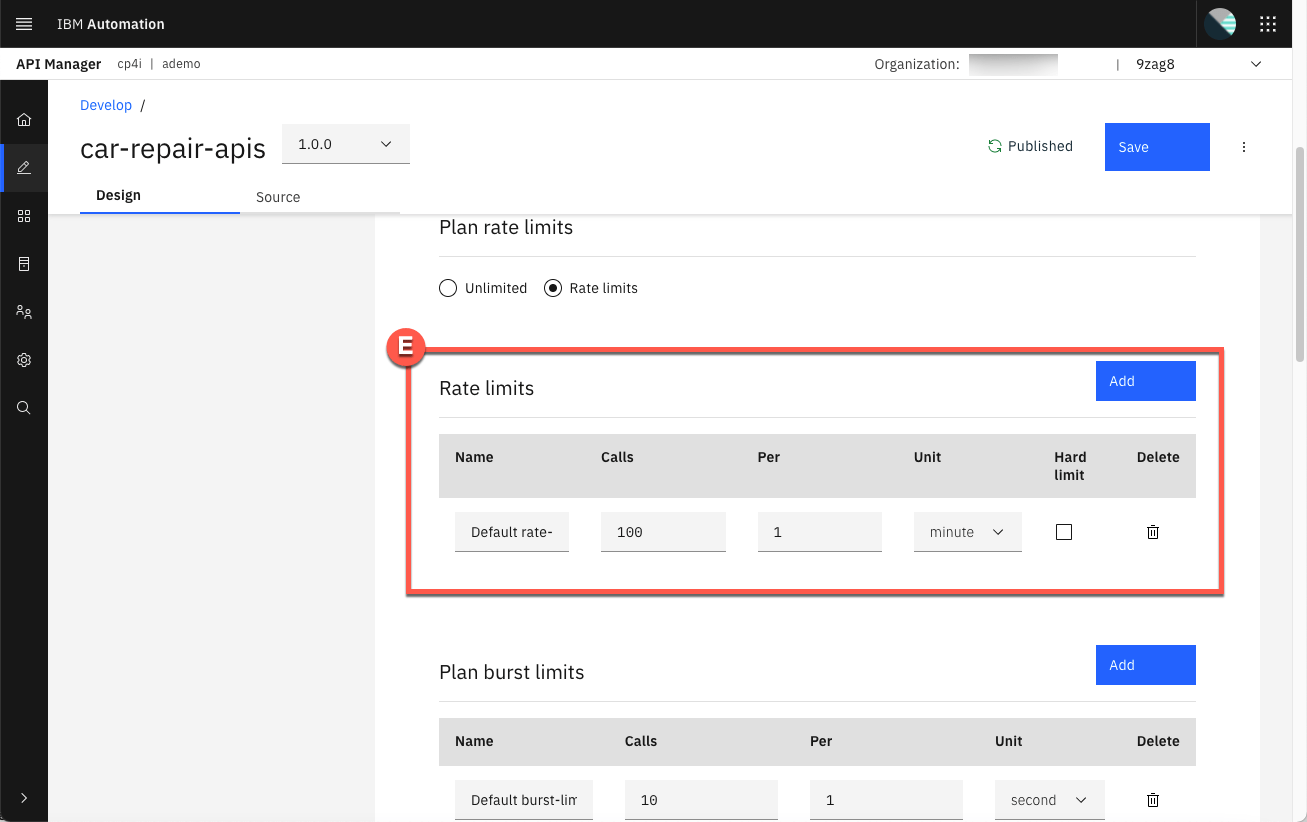 IBM Automation
API Manager cp4i | ademo Organization: | 9zag8
Develop /
car-repair-apis 1.0.0 Published Save
Design Source
Plan rate limits
Unlimited Rate limits
E
Rate limits Add
Name Calls Per Unit Hard limit Delete
Default rate- 100 1 minute
Plan burst limits Add
Name Calls Per Unit Delete
Default burst-lim 10 1 second